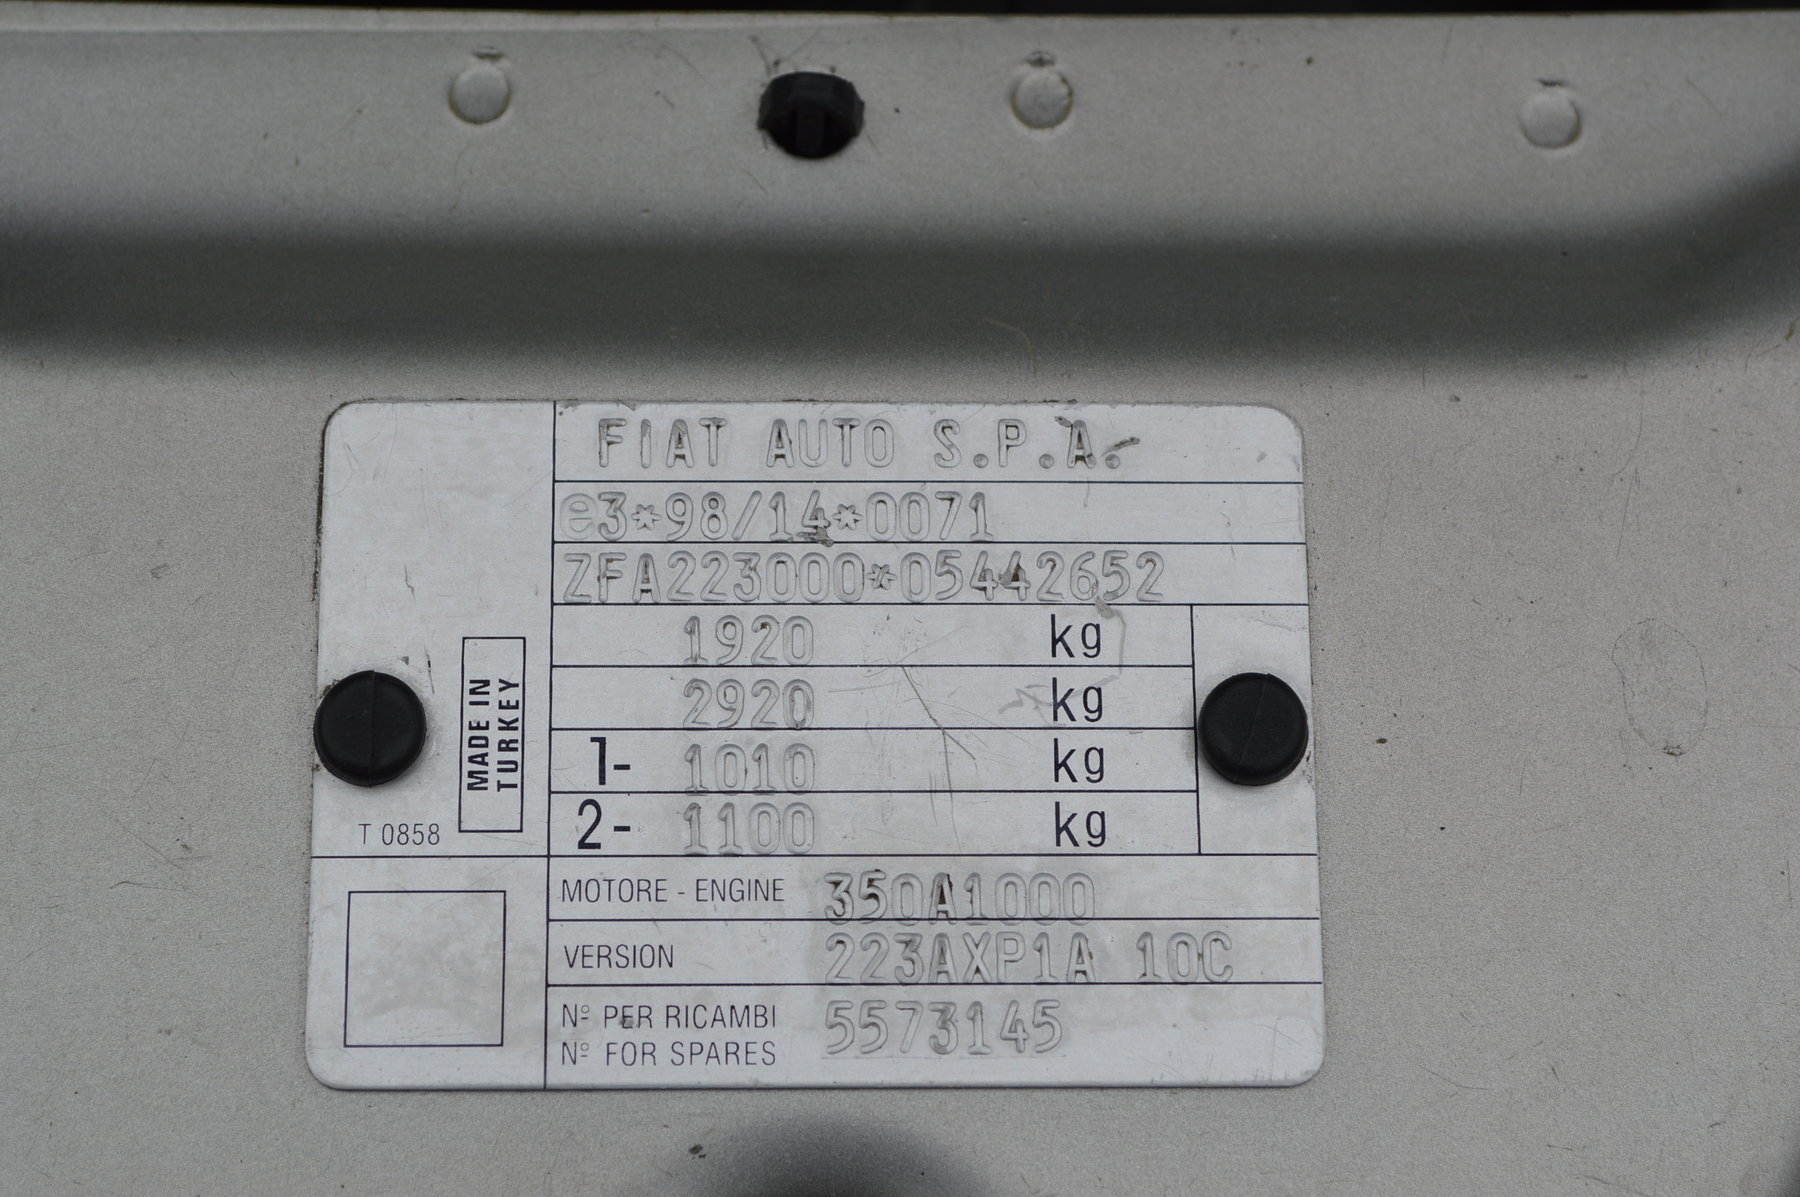 FIAT AUTO S.P.A.
e3*98/14*0071
ZFA223000*05442652
1920 kg
2920 kg
1- 1010 kg
2- 1100 kg
MADE IN
TURKEY
T 0858
MOTORE - ENGINE 350A1000
VERSION 223AXP1A 10C
Nº PER RICAMBI 5573145
Nº FOR SPARES